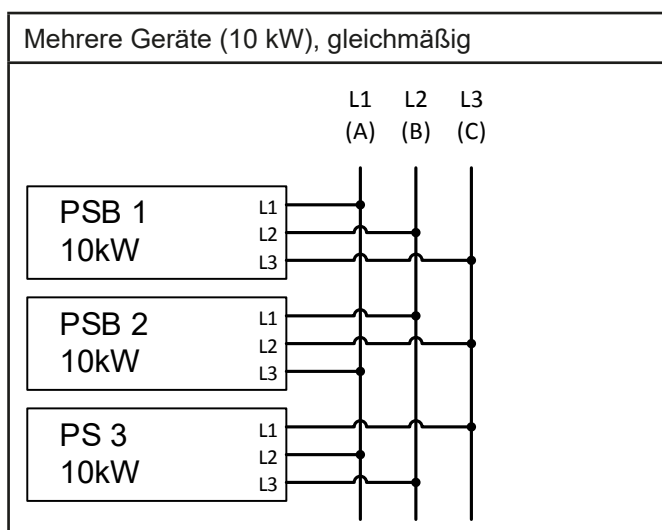 Mehrere Geräte (10 kW), gleichmäßig
L1 L2 L3
(A) (B) (C)
PSB 1
10kW
L1
L2
L3
PSB 2
10kW
L1
L2
L3
PS 3
10kW
L1
L2
L3